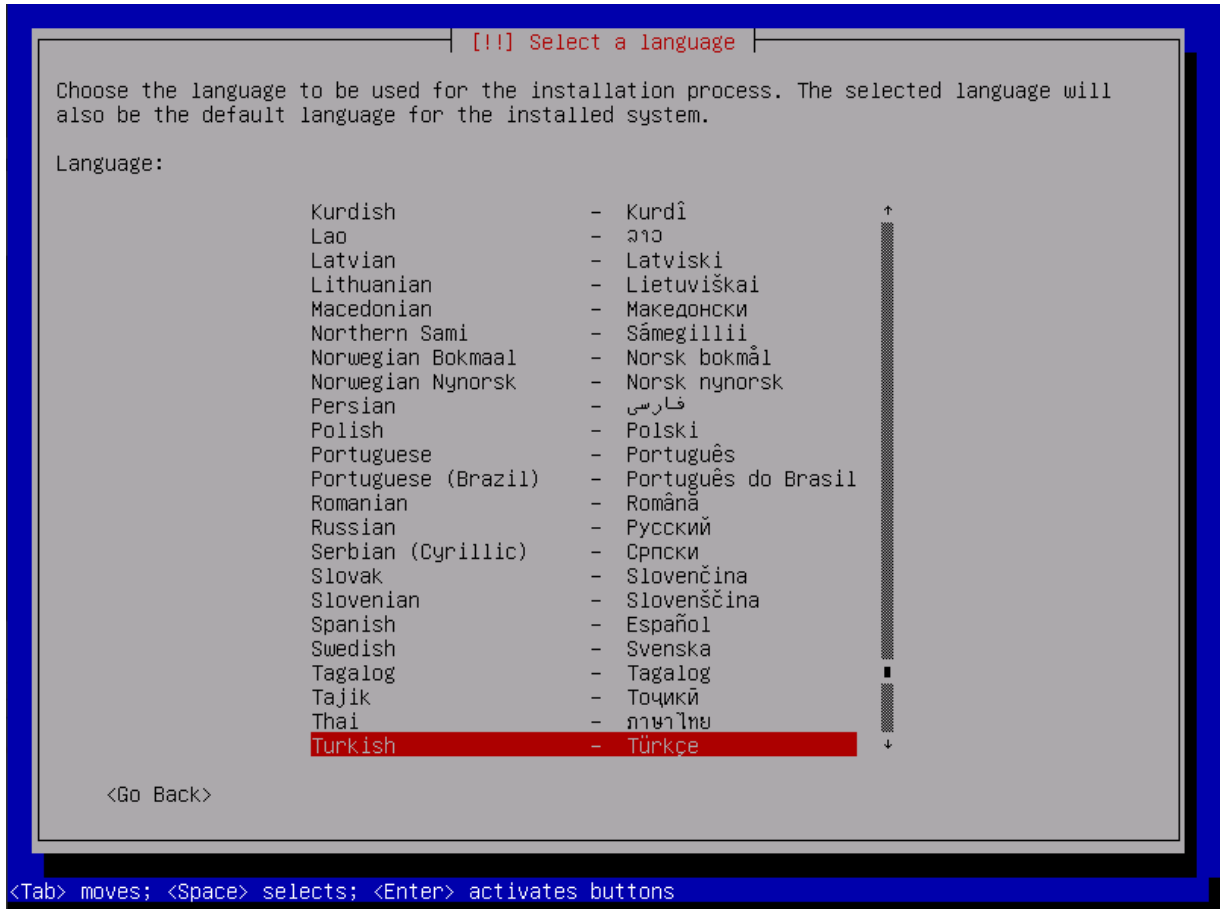 [!!] Select a language
Choose the language to be used for the installation process. The selected language will
also be the default language for the installed system.
Language:
Kurdish - Kurdî
Lao - ລາວ
Latvian - Latviski
Lithuanian - Lietuviškai
Macedonian - Македонски
Northern Sami - Sámegillii
Norwegian Bokmaal - Norsk bokmål
Norwegian Nynorsk - Norsk nynorsk
Persian - فارسی
Polish - Polski
Portuguese - Português
Portuguese (Brazil) - Português do Brasil
Romanian - Română
Russian - Русский
Serbian (Cyrillic) - Српски
Slovak - Slovenčina
Slovenian - Slovenščina
Spanish - Español
Swedish - Svenska
Tagalog - Tagalog
Tajik - Тоҷикӣ
Thai - ภาษาไทย
Turkish - Türkçe
<Go Back>
<Tab> moves; <Space> selects; <Enter> activates buttons